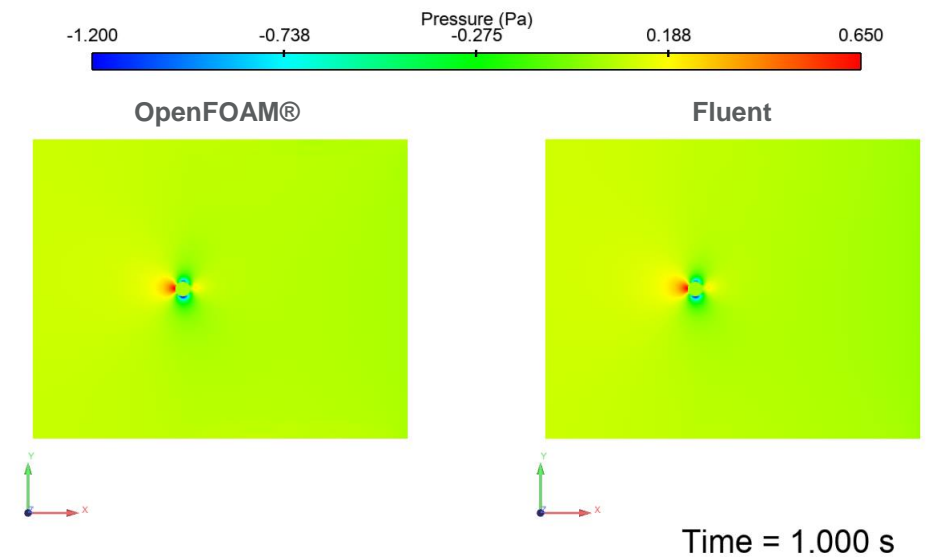 Pressure (Pa)
-1.200 -0.738 -0.275 0.188 0.650
OpenFOAM® Fluent
Y Y
Z X Z X
Time = 1.000 s